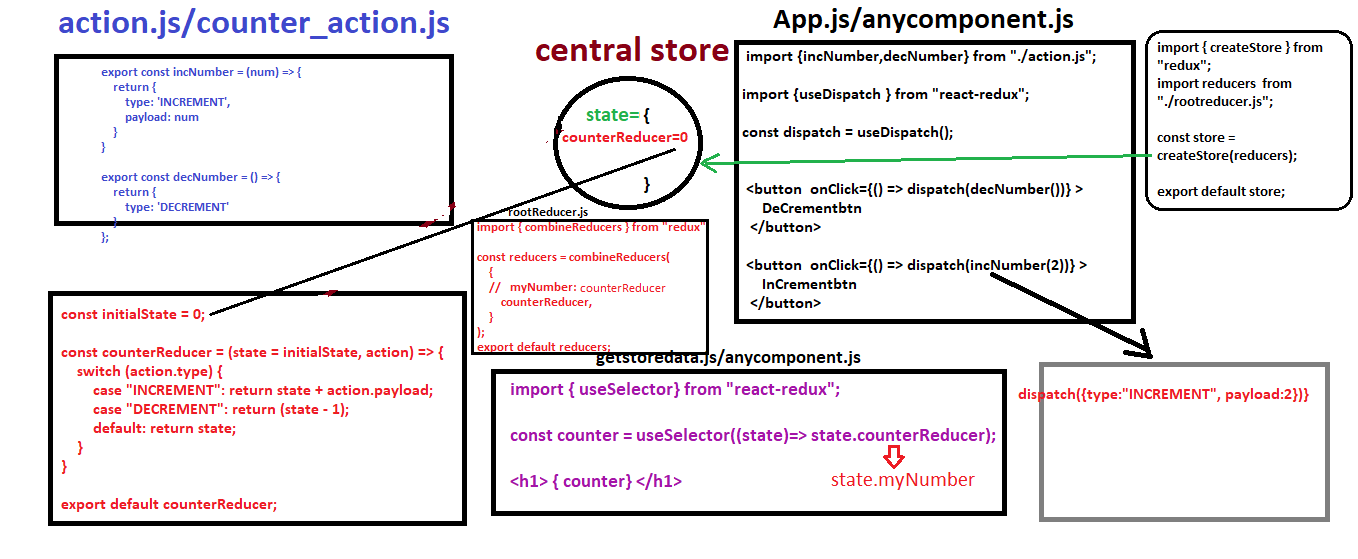 action.js/counter_action.js
export const incNumber = (num) => {
return {
type: 'INCREMENT',
payload: num
}
}
export const decNumber = () => {
return {
type: 'DECREMENT'
}
};
central store
state= {
counterReducer=0
}
App.js/anycomponent.js
import {incNumber,decNumber} from "./action.js";
import {useDispatch } from "react-redux";
const dispatch = useDispatch();
<button onClick={() => dispatch(decNumber())} >
DeCrementbtn
</button>
<button onClick={() => dispatch(incNumber(2))} >
InCrementbtn
</button>
import { createStore } from
"redux";
import reducers from
"./rootreducer.js";
const store =
createStore(reducers);
export default store;
rootReducer.js
import { combineReducers } from "redux"
const reducers = combineReducers(
{
// myNumber: counterReducer
counterReducer,
}
);
export default reducers;
const initialState = 0;
const counterReducer = (state = initialState, action) => {
switch (action.type) {
case "INCREMENT": return state + action.payload;
case "DECREMENT": return (state - 1);
default: return state;
}
}
export default counterReducer;
getstoredata.js/anycomponent.js
import { useSelector} from "react-redux";
const counter = useSelector((state)=> state.counterReducer);
<h1> { counter} </h1>
state.myNumber
dispatch({type:"INCREMENT", payload:2})}